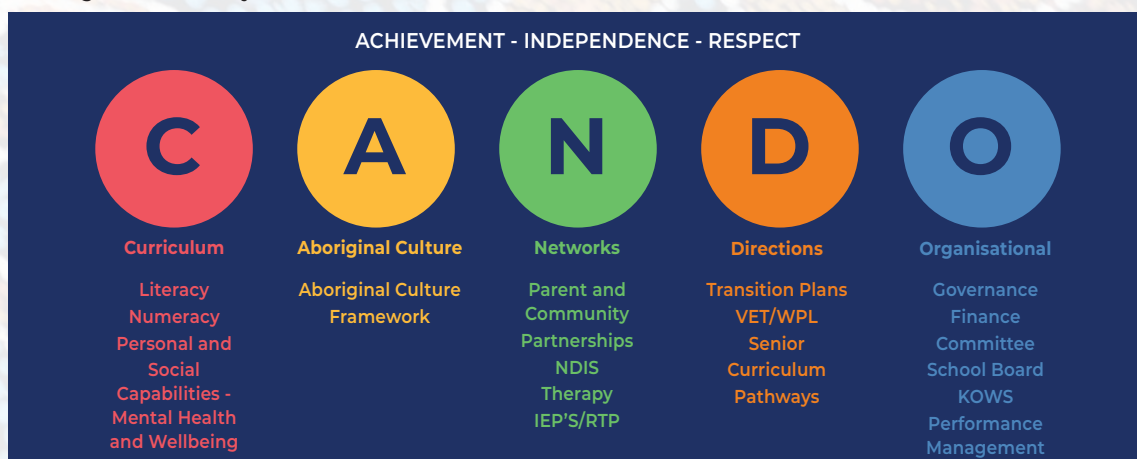 ACHIEVEMENT - INDEPENDENCE - RESPECT
C
A
N
D
O
Curriculum
Literacy
Numeracy
Personal and
Social
Capabilities -
Mental Health
and Wellbeing
Aboriginal Culture
Aboriginal Culture
Framework
Networks
Parent and
Community
Partnerships
NDIS
Therapy
IEP'S/RTP
Directions
Transition Plans
VET/WPL
Senior
Curriculum
Pathways
Organisational
Governance
Finance
Committee
School Board
KOWS
Performance
Management